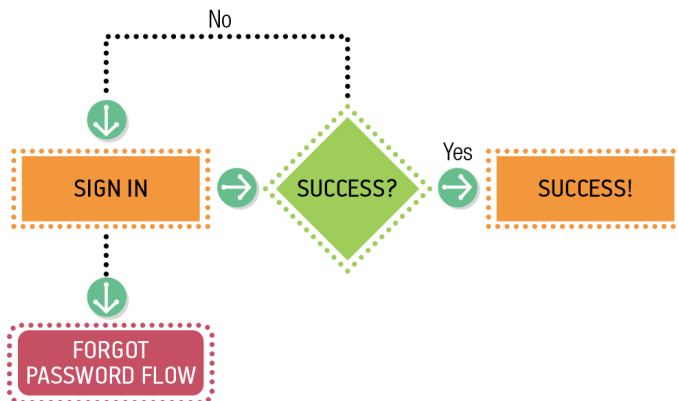 No
SIGN IN
SUCCESS?
Yes
SUCCESS!
FORGOT
PASSWORD FLOW